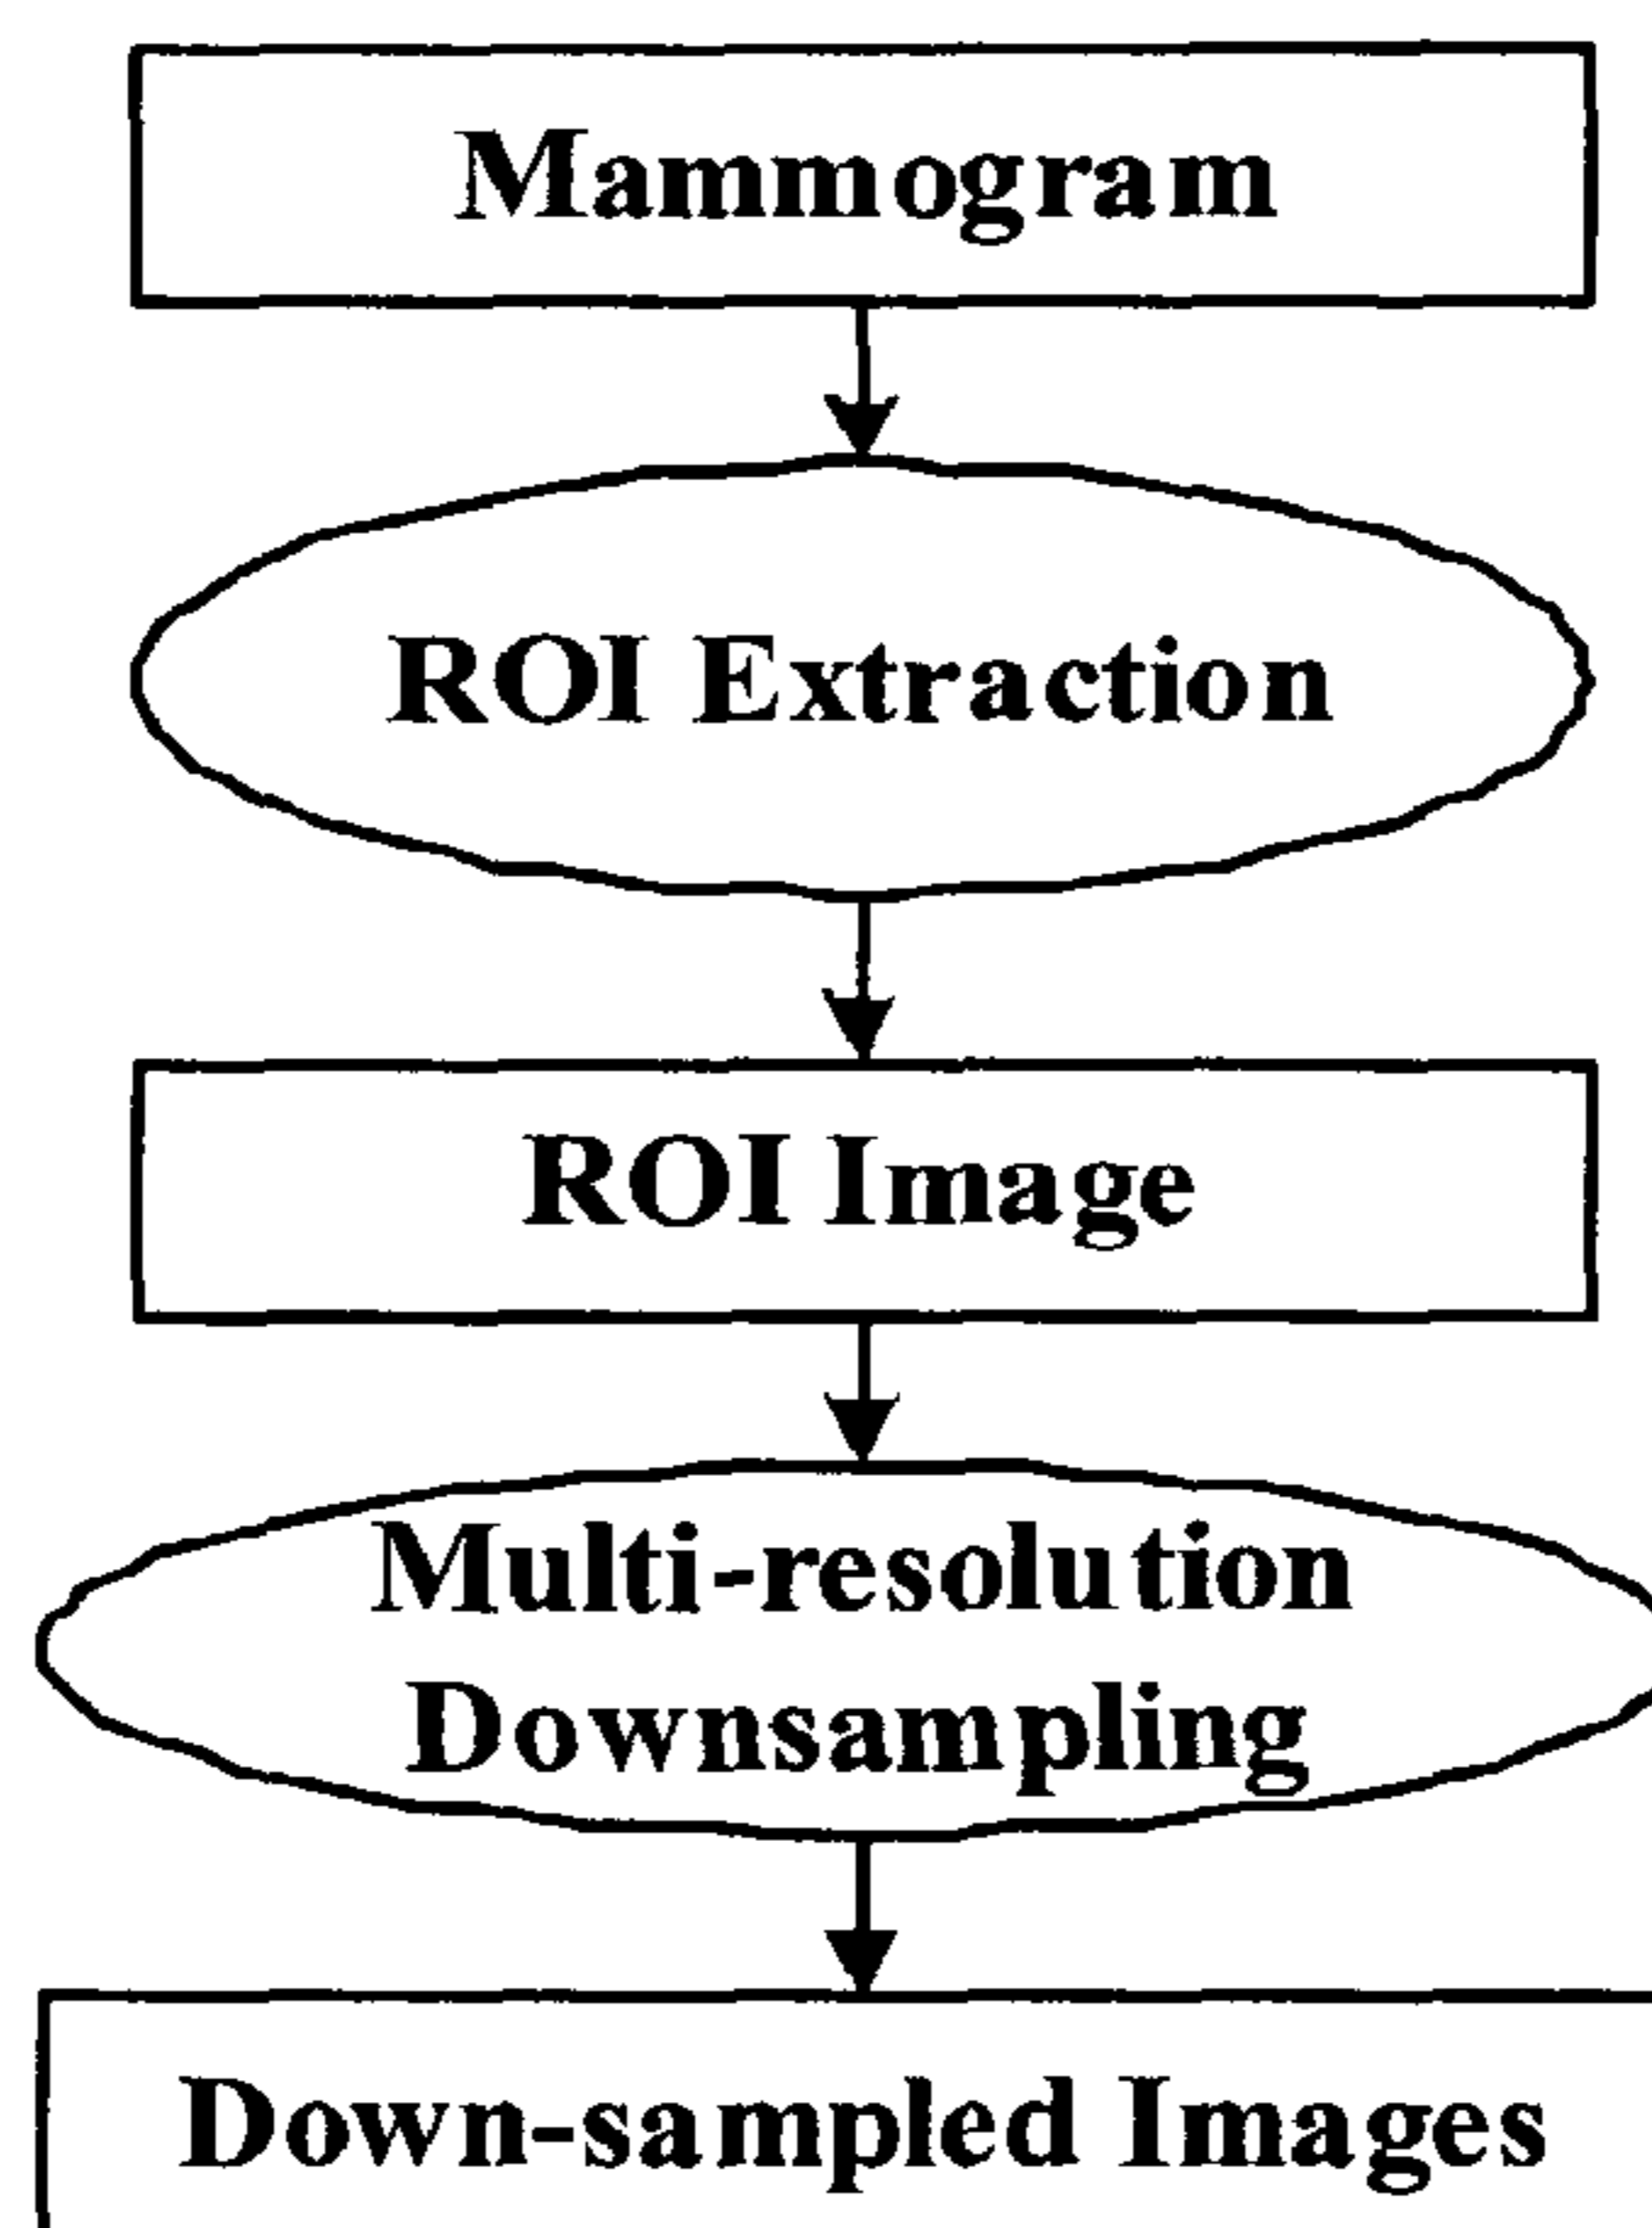 Mammogram
ROI Extraction
ROI Image
Multi-resolution
Downsampling
Down-sampled Images